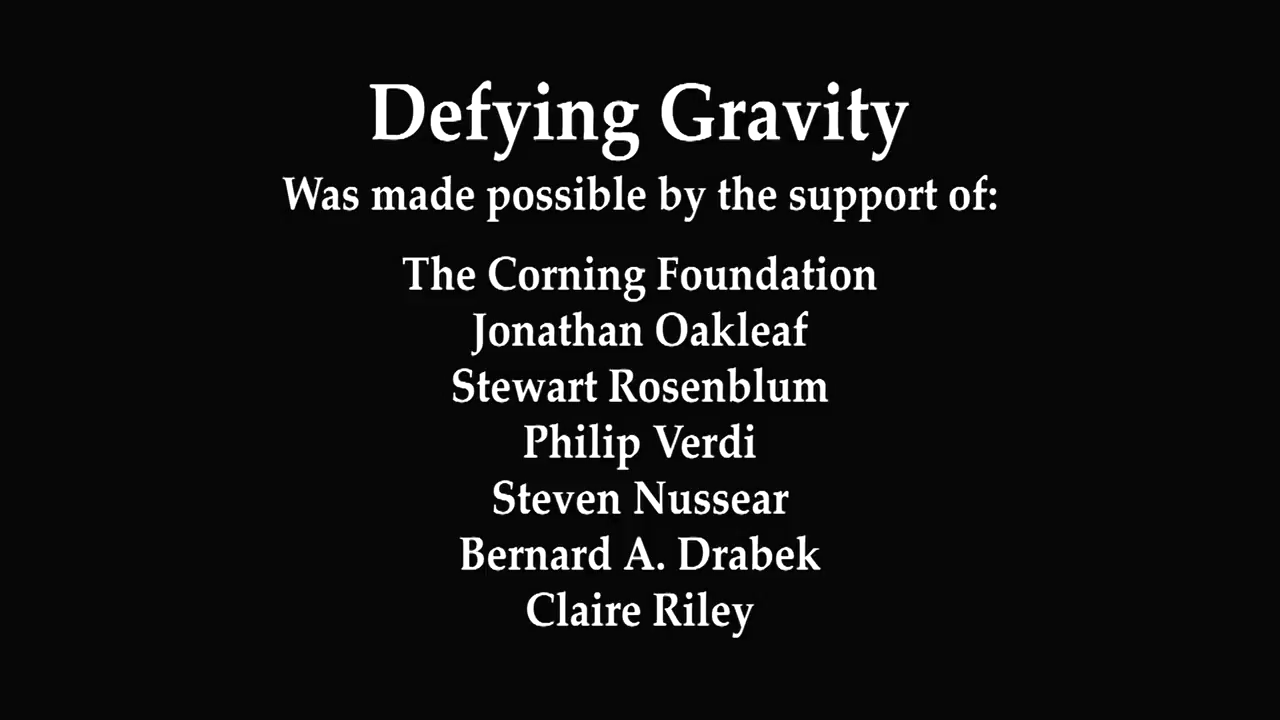 Defying Gravity
Was made possible by the support of:
The Corning Foundation
Jonathan Oakleaf
Stewart Rosenblum
Philip Verdi
Steven Nussear
Bernard A. Drabek
Claire Riley